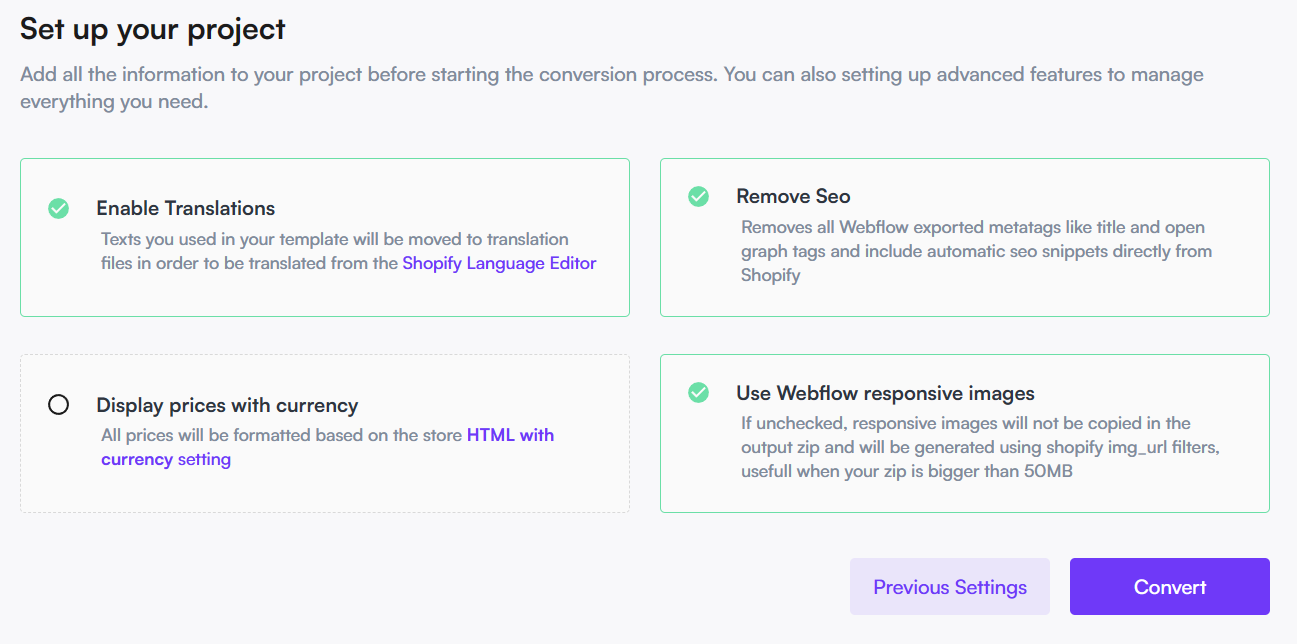 Set up your project
Add all the information to your project before starting the conversion process. You can also setting up advanced features to manage
everything you need.
Enable Translations
Texts you used in your template will be moved to translation
files in order to be translated from the Shopify Language Editor
Remove Seo
Removes all Webflow exported metatags like title and open
graph tags and include automatic seo snippets directly from
Shopify
Display prices with currency
All prices will be formatted based on the store HTML with
currency setting
Use Webflow responsive images
If unchecked, responsive images will not be copied in the
output zip and will be generated using shopify img_url filters,
usefull when your zip is bigger than 50MB
Previous Settings
Convert